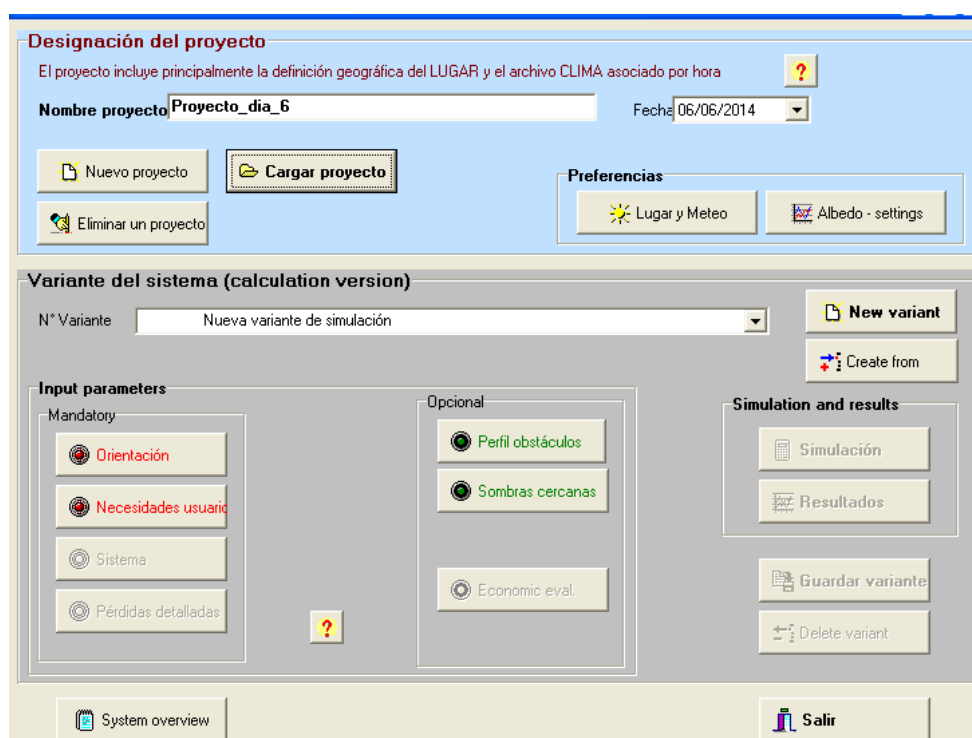 Designación del proyecto
El proyecto incluye principalmente la definición geográfica del LUGAR y el archivo CLIMA asociado por hora
?
Nombre proyecto Proyecto_dia_6
Fecha 06/06/2014
Nuevo proyecto
Cargar proyecto
Eliminar un proyecto
Preferencias
Lugar y Meteo
Albedo - settings
Variante del sistema (calculation version)
N° Variante Nueva variante de simulación
New variant
Create from
Input parameters
Mandatory
Orientación
Necesidades usuario
Sistema
Pérdidas detalladas
?
Opcional
Perfil obstáculos
Sombras cercanas
Economic eval.
Simulation and results
Simulación
Resultados
Guardar variante
Delete variant
System overview
Salir